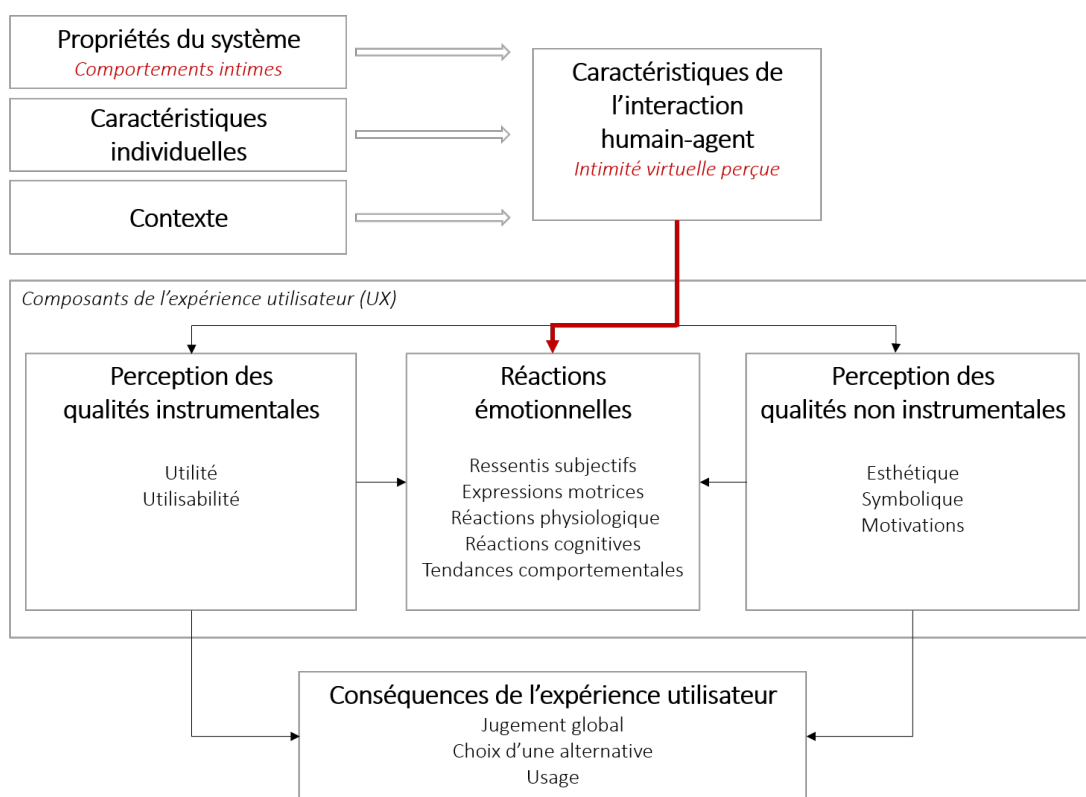 Propriétés du système
Comportements intimes
Caractéristiques
individuelles
Contexte
Caractéristiques de
l'interaction
humain-agent
Intimité virtuelle perçue
Composants de l'expérience utilisateur (UX)
Perception des
qualités instrumentales
Utilité
Utilisabilité
Réactions
émotionnelles
Ressentis subjectifs
Expressions motrices
Réactions physiologique
Réactions cognitives
Tendances comportementales
Perception des
qualités non instrumentales
Esthétique
Symbolique
Motivations
Conséquences de l'expérience utilisateur
Jugement global
Choix d'une alternative
Usage